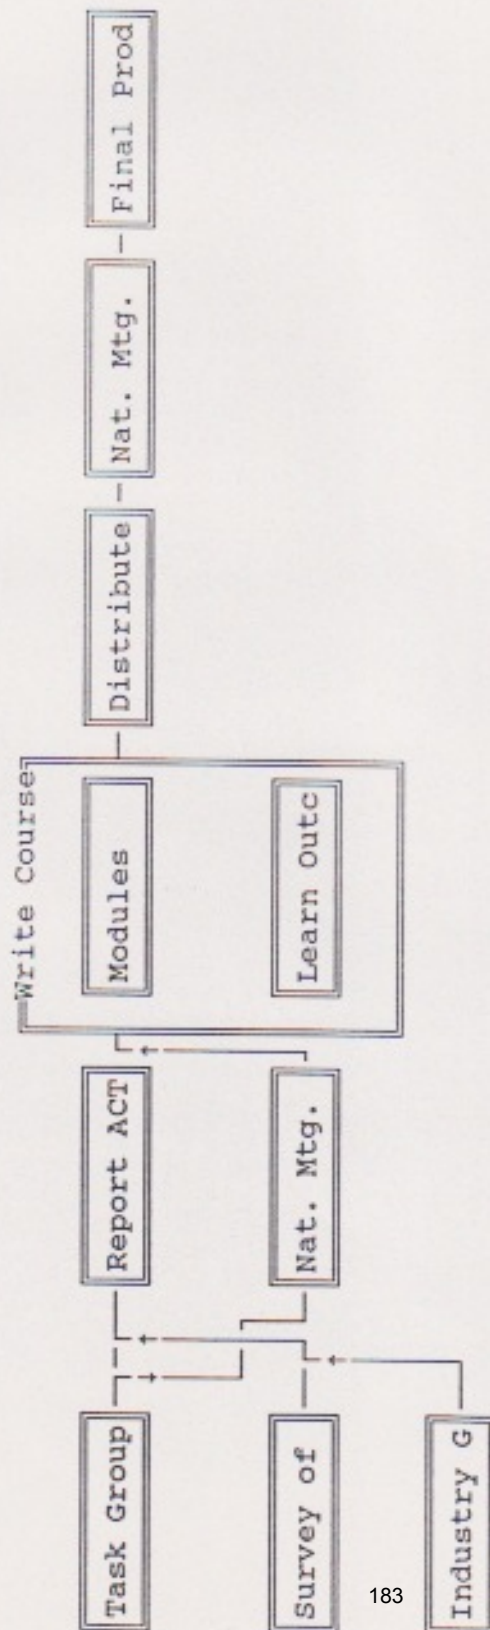 Write Course
Task Group
Report ACT
Modules
Distribute
Nat. Mtg.
Final Prod
Survey of
Nat. Mtg.
Learn Outc
Industry G
183